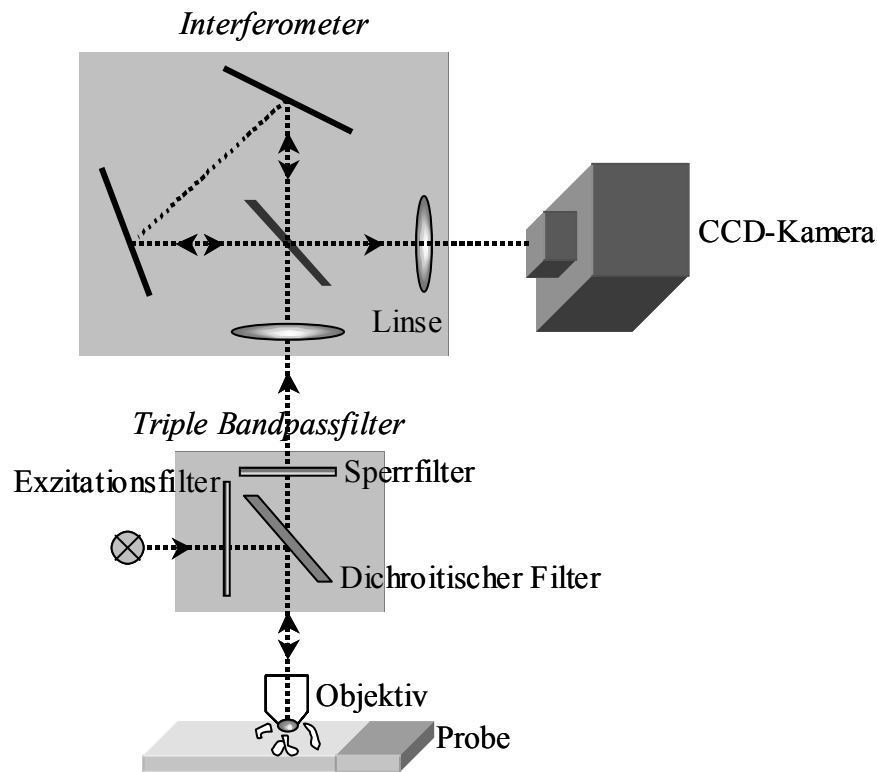 Interferometer
CCD-Kamera
Linse
Triple Bandpassfilter
Sperrfilter
Exzitationsfilter
Dichroitischer Filter
Objektiv
Probe